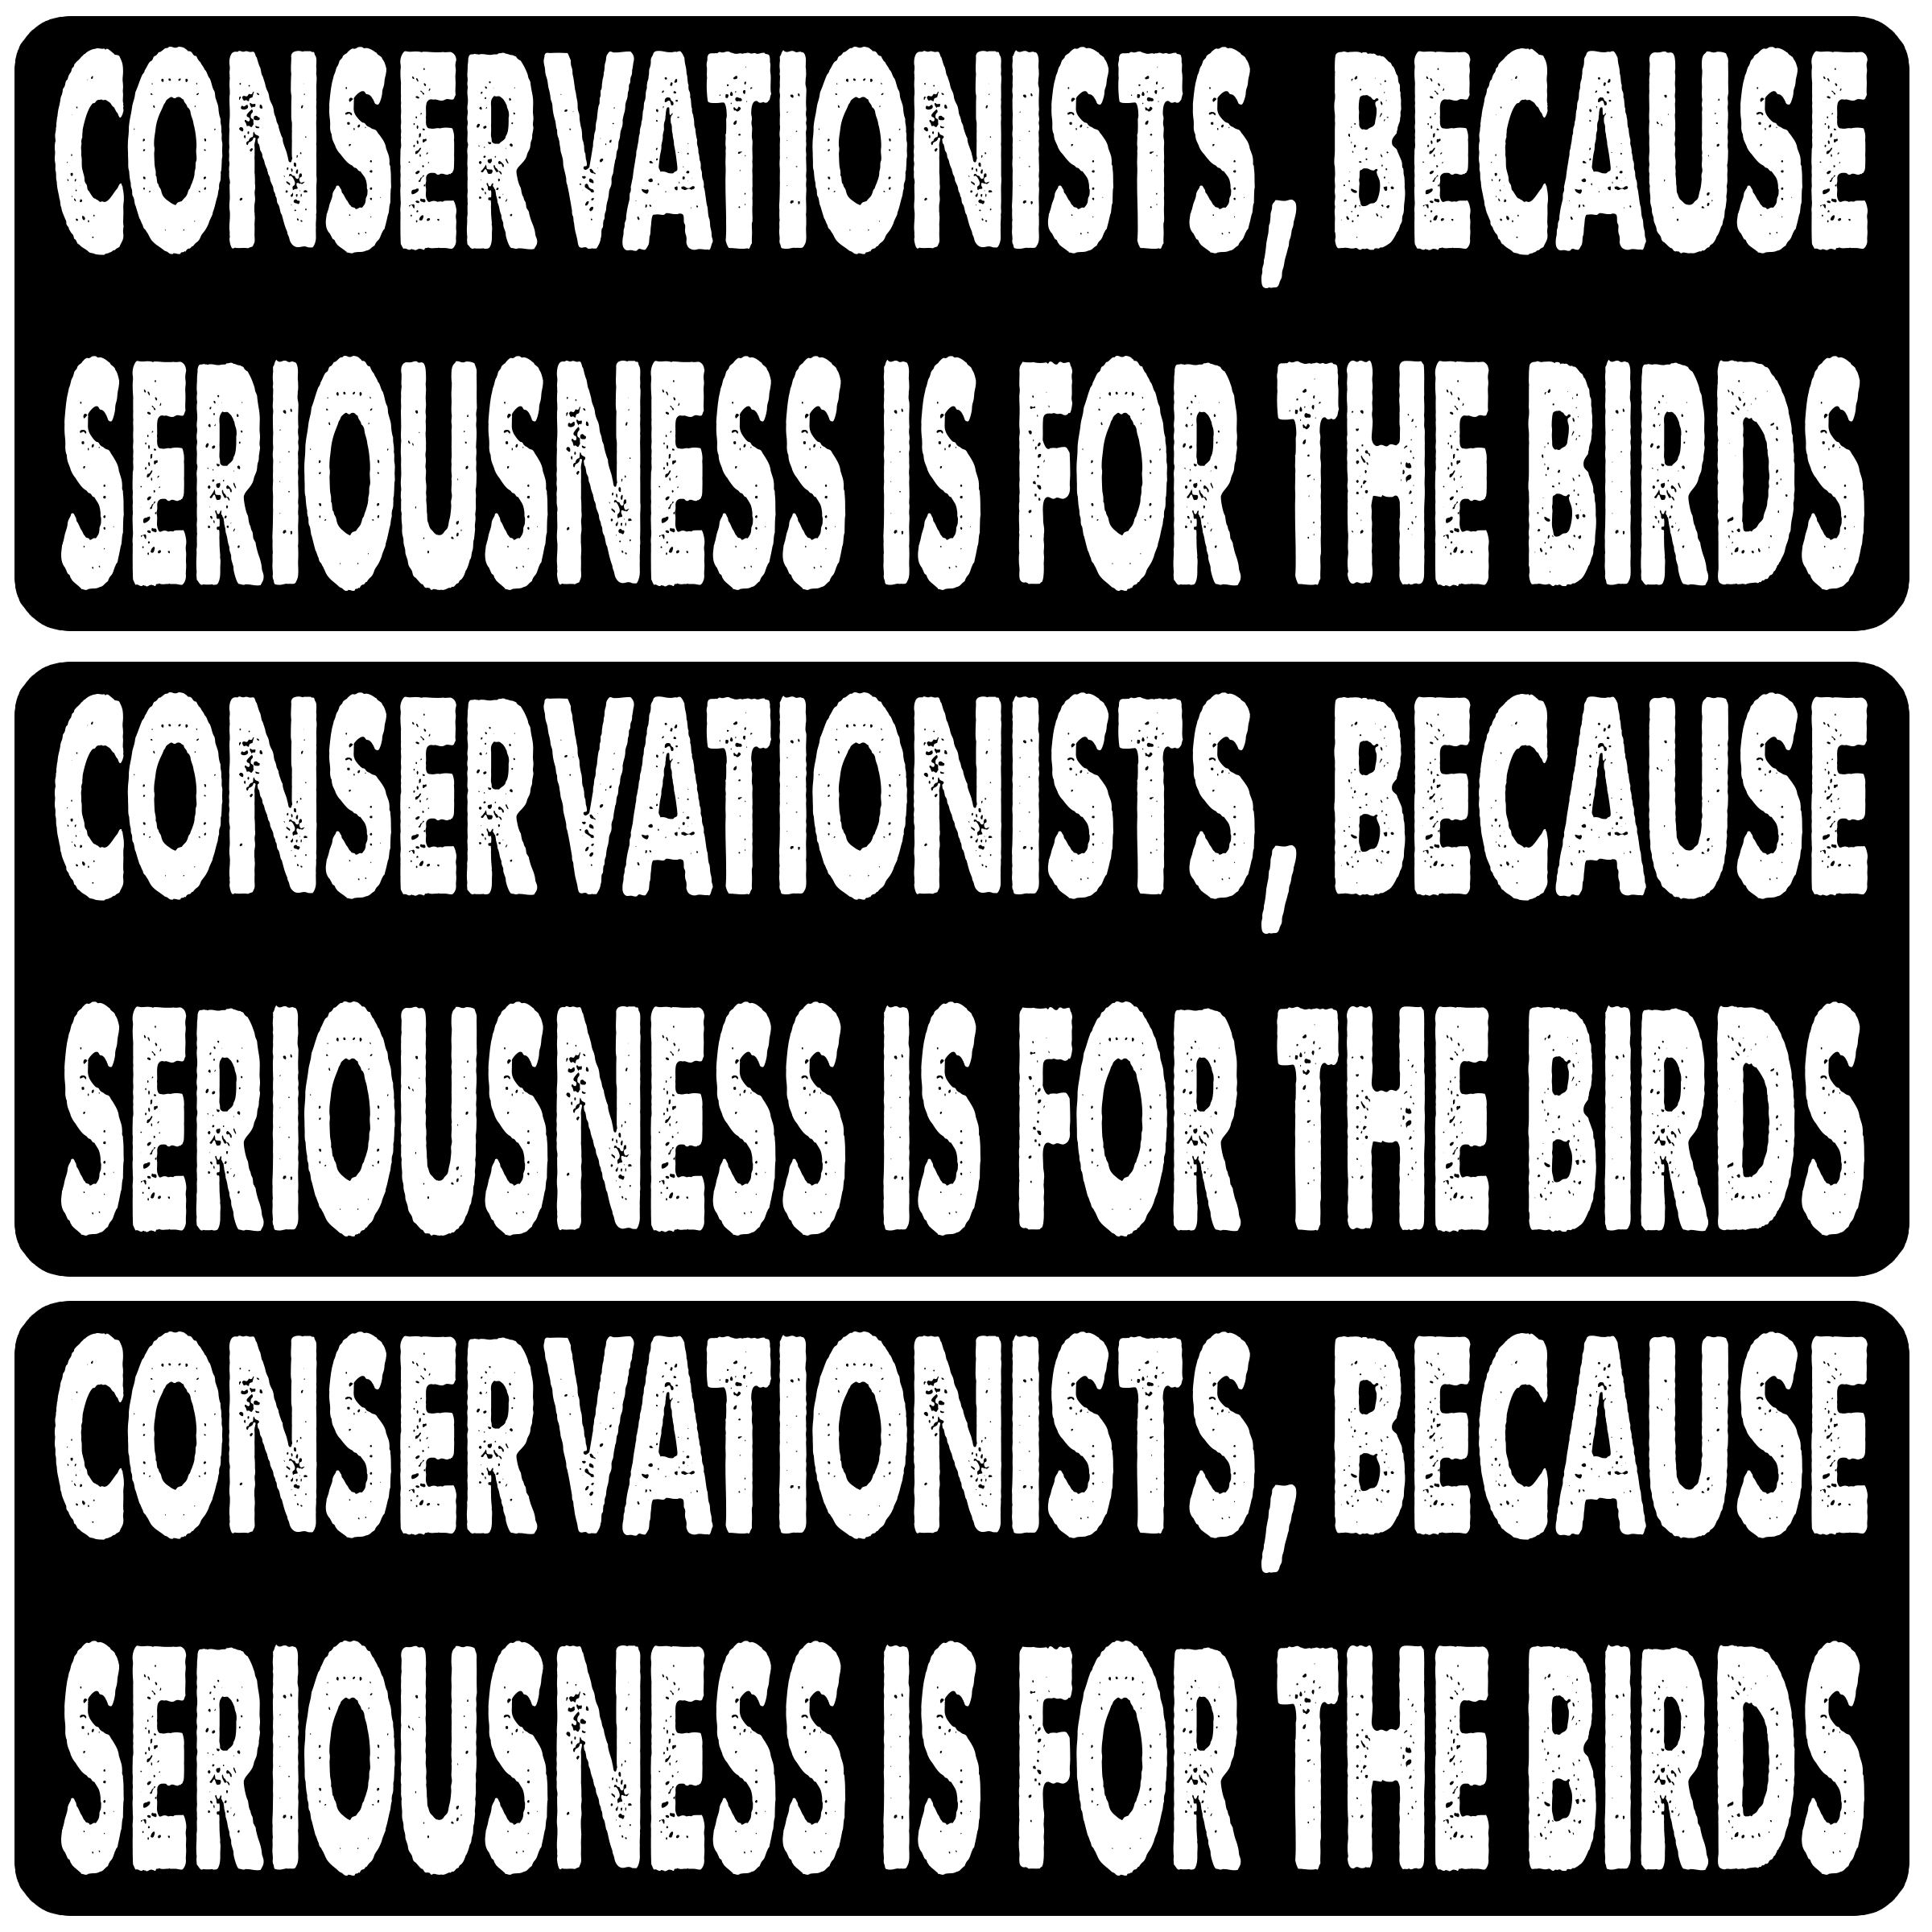 CONSERVATIONISTS, BECAUSE
SERIOUSNESS IS FOR THE BIRDS
CONSERVATIONISTS, BECAUSE
SERIOUSNESS IS FOR THE BIRDS
CONSERVATIONISTS, BECAUSE
SERIOUSNESS IS FOR THE BIRDS